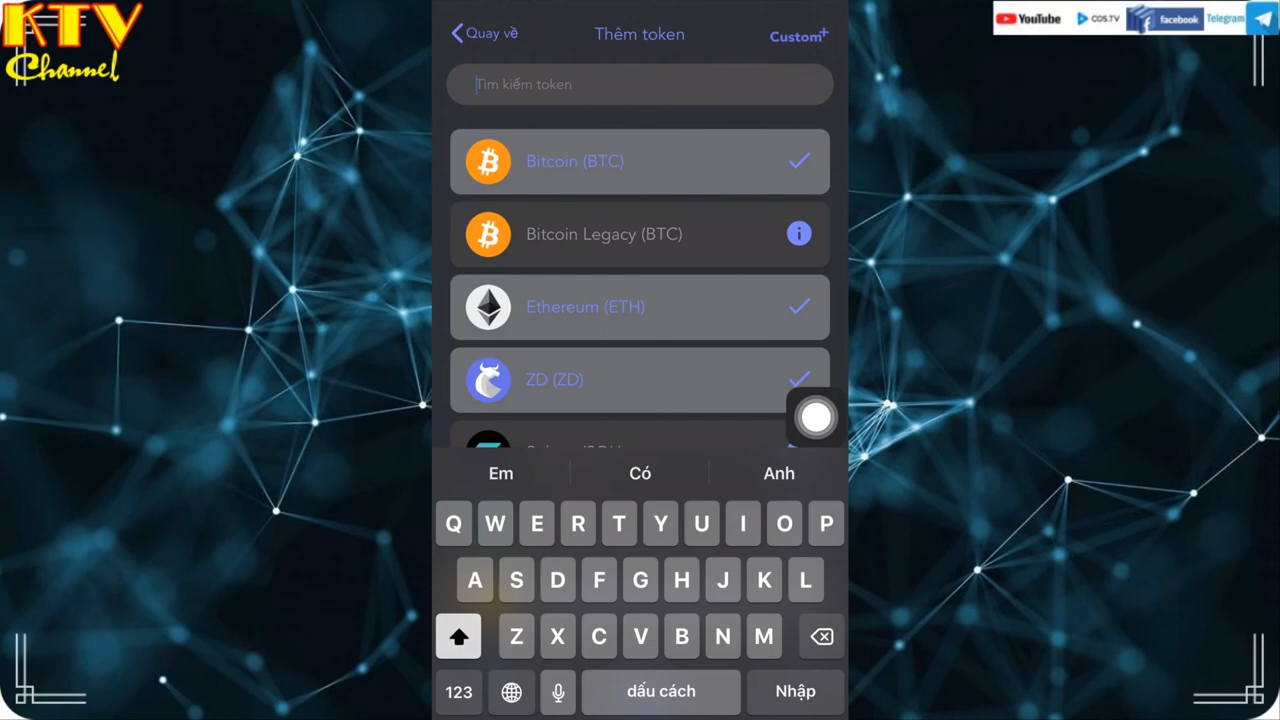 KTV
Channel
YouTube
COS.TV
facebook
Telegram
Quay về
Thêm token
Custom+
Tìm kiếm token
Bitcoin (BTC)
Bitcoin Legacy (BTC)
Ethereum (ETH)
ZD (ZD)
Em
Có
Anh
Q W E R T Y U I O P
A S D F G H J K L
Z X C V B N M
123
dấu cách
Nhập